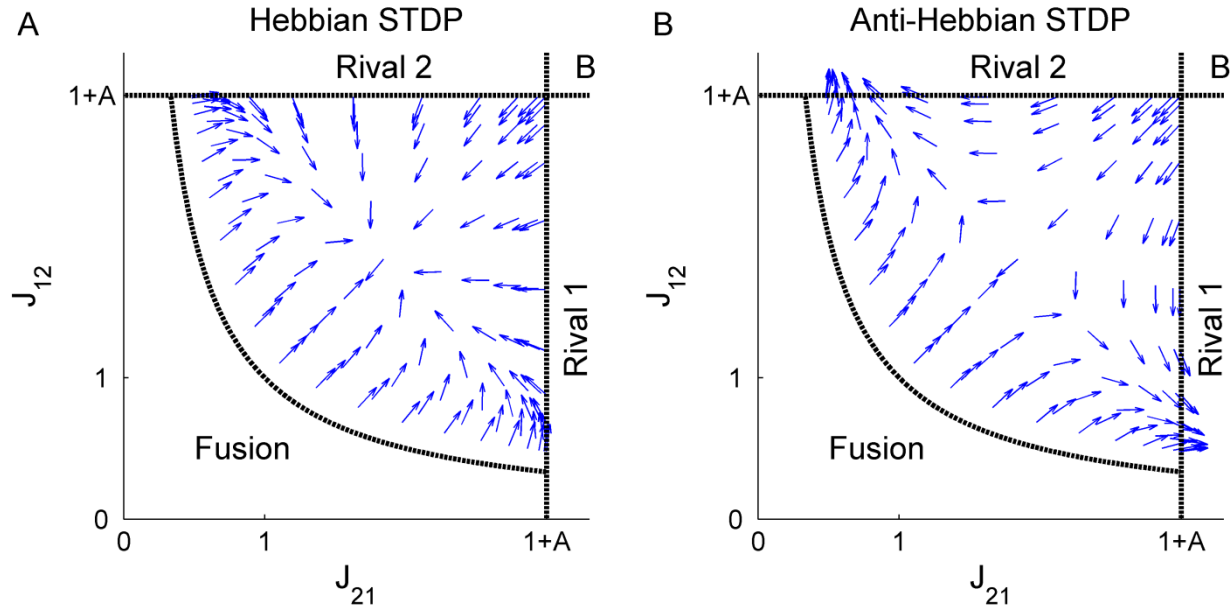 A
Hebbian STDP
Rival 2
B
1+A
J12
1
0
Fusion
Rival 1
0
1
1+A
J21
B
Anti-Hebbian STDP
Rival 2
B
1+A
J12
1
0
Fusion
Rival 1
0
1
1+A
J21